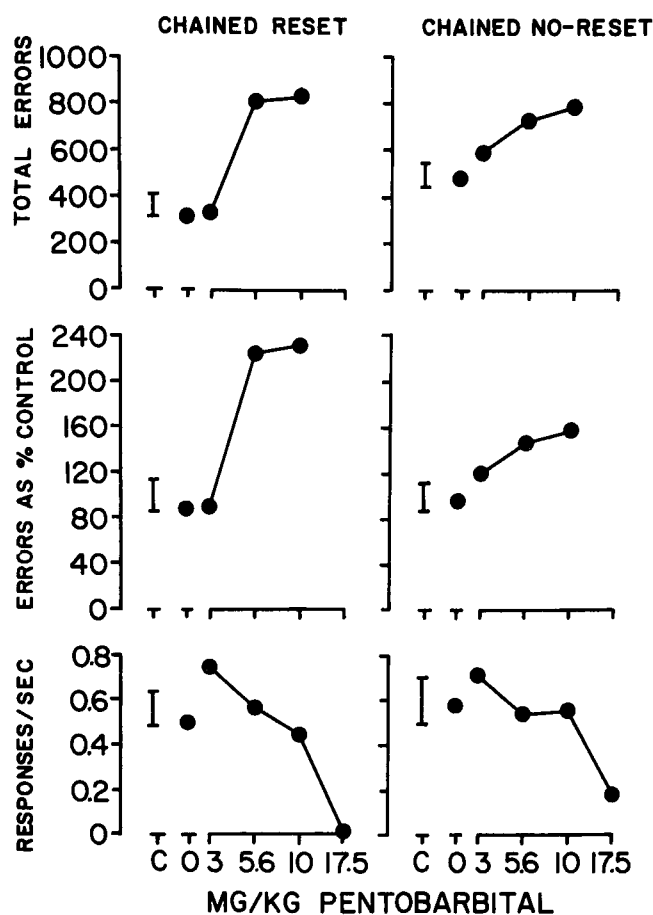 CHAINED RESET
CHAINED NO-RESET
TOTAL ERRORS
1000
800
600
400
200
0
ERRORS AS % CONTROL
240
200
160
120
80
40
0
RESPONSES/SEC
0.8
0.6
0.4
0.2
0
C 0 3 5.6 10 17.5
C 0 3 5.6 10 17.5
MG/KG PENTOBARBITAL